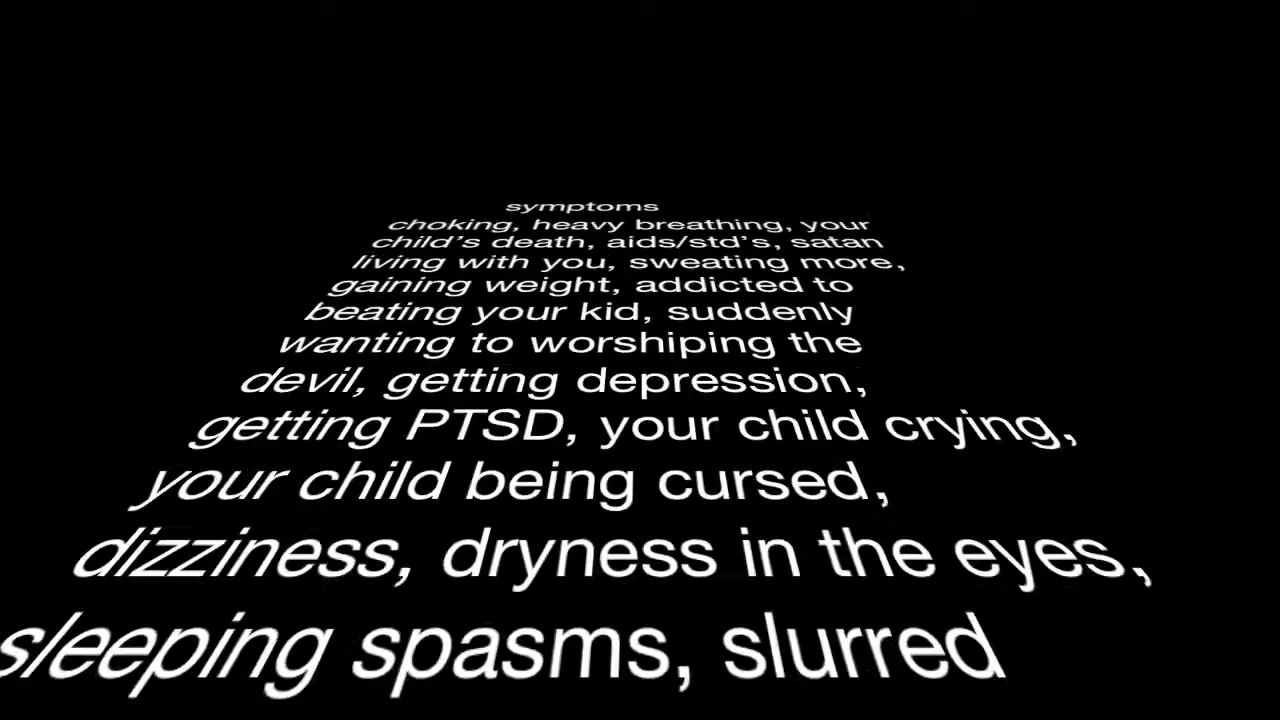 symptoms
choking, heavy breathing, your
child’s death, aids/std’s, satan
living with you, sweating more,
gaining weight, addicted to
beating your kid, suddenly
wanting to worshiping the
devil, getting depression,
getting PTSD, your child crying,
your child being cursed,
dizziness, dryness in the eyes,
sleeping spasms, slurred